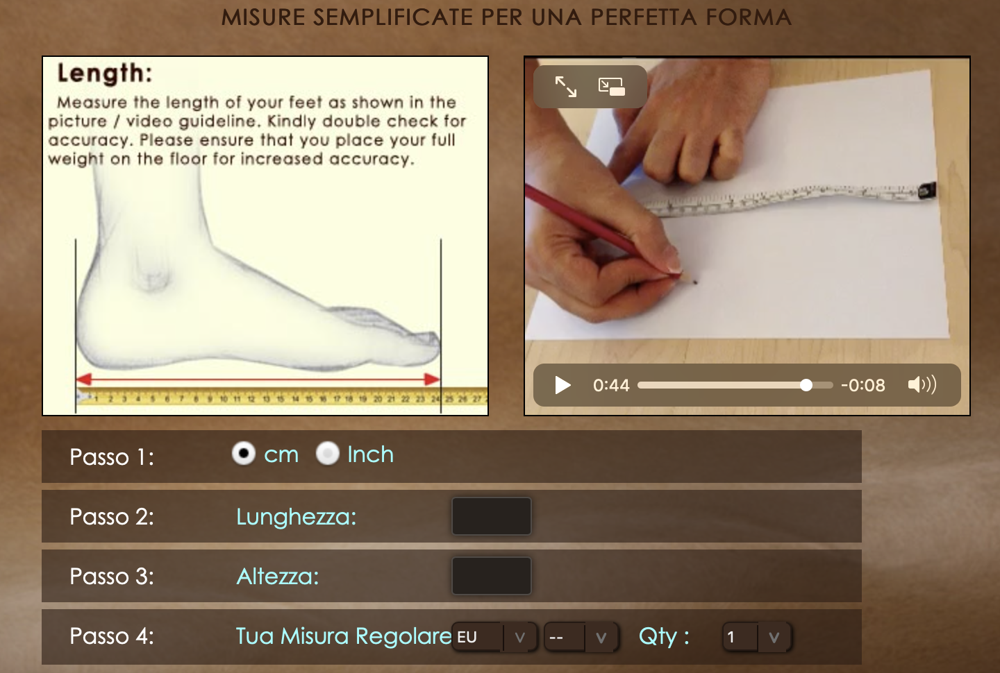 MISURE SEMPLIFICATE PER UNA PERFETTA FORMA
Length:
Measure the length of your feet as shown in the
picture / video guideline. Kindly double check for
accuracy. Please ensure that you place your full
weight on the floor for increased accuracy.
1 2 3 4 5 6 7 8 9 10 11 12 13 14 15 16 17 18 19 20 21 22 23 24 25 26 27
0:44 -0:08
Passo 1: cm Inch
Passo 2: Lunghezza:
Passo 3: Altezza:
Passo 4: Tua Misura Regolare EU -- Qty : 1